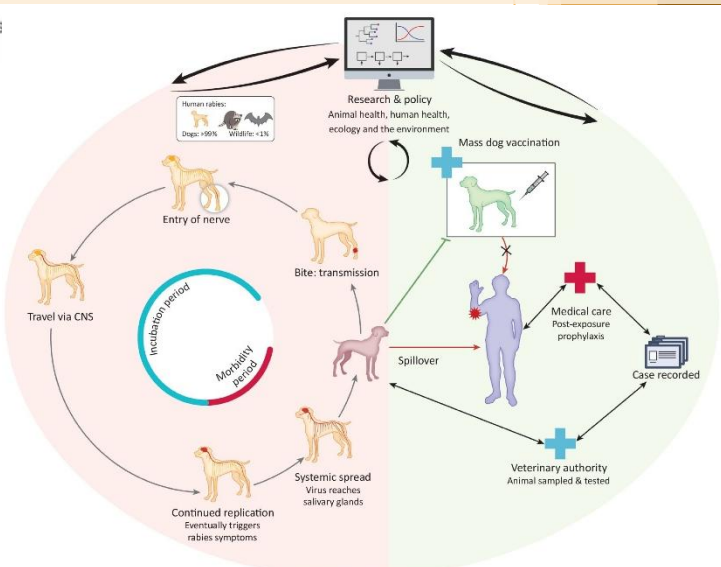 Research & policy
Animal health, human health,
ecology and the environment
Human rabies:
Dogs: >99%
Wildlife: <1%
Mass dog vaccination
Entry of nerve
Bite: transmission
Travel via CNS
Incubation period
Morbidity
period
Spillover
Medical care
Post-exposure
prophylaxis
Case recorded
Systemic spread
Virus reaches
salivary glands
Continued replication
Eventually triggers
rabies symptoms
Veterinary authority
Animal sampled & tested